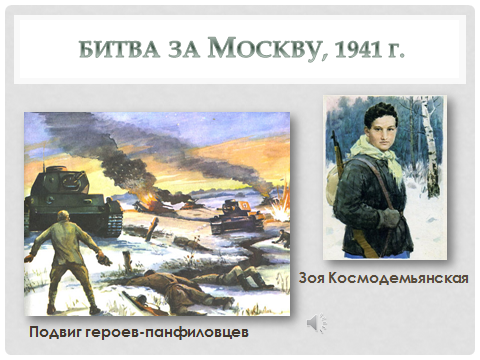 БИТВА ЗА МОСКВУ, 1941 Г.
Зоя Космодемьянская
Подвиг героев-панфиловцев